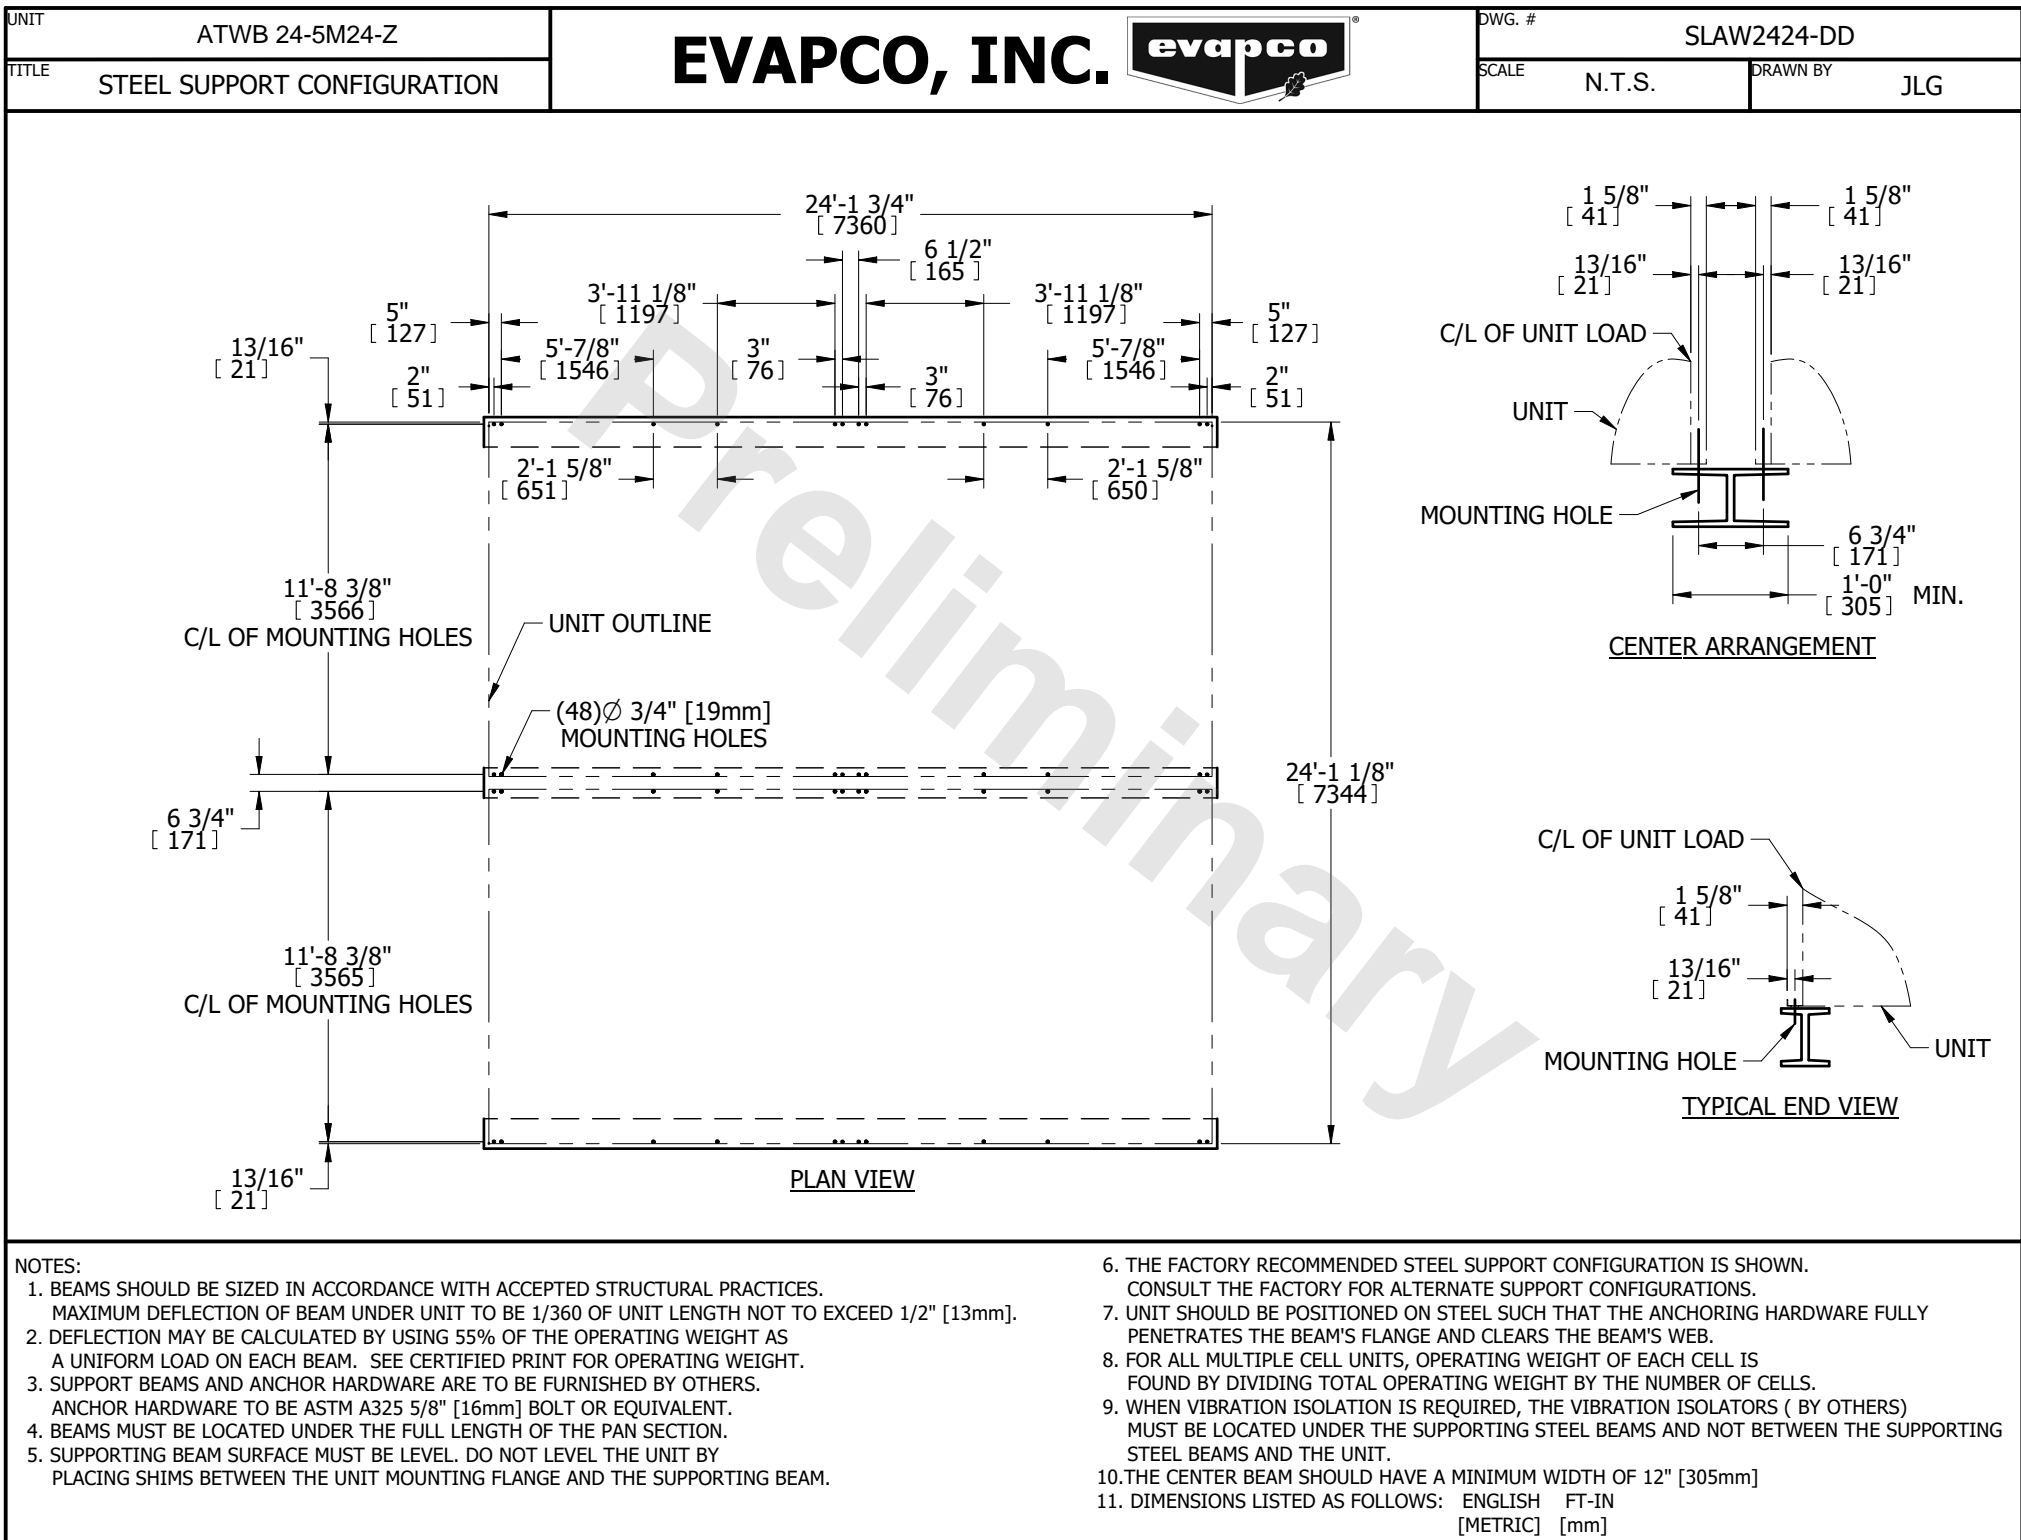 UNIT
ATWB 24-5M24-Z
TITLE
STEEL SUPPORT CONFIGURATION
EVAPCO, INC.
evapco
®
DWG. #
SLAW2424-DD
SCALE
N.T.S.
DRAWN BY
JLG
24'-1 3/4"
[ 7360 ]
6 1/2"
[ 165 ]
3'-11 1/8"
[ 1197 ]
3'-11 1/8"
[ 1197 ]
5"
[ 127 ]
5"
[ 127 ]
13/16"
[ 21 ]
5'-7/8"
[ 1546 ]
3"
[ 76 ]
5'-7/8"
[ 1546 ]
2"
[ 51 ]
3"
[ 76 ]
2"
[ 51 ]
2'-1 5/8"
[ 651 ]
2'-1 5/8"
[ 650 ]
11'-8 3/8"
[ 3566 ]
C/L OF MOUNTING HOLES
UNIT OUTLINE
(48)Ø 3/4" [19mm]
MOUNTING HOLES
6 3/4"
[ 171 ]
24'-1 1/8"
[ 7344 ]
11'-8 3/8"
[ 3565 ]
C/L OF MOUNTING HOLES
13/16"
[ 21 ]
PLAN VIEW
Preliminary
1 5/8"
[ 41 ]
1 5/8"
[ 41 ]
13/16"
[ 21 ]
13/16"
[ 21 ]
C/L OF UNIT LOAD
UNIT
MOUNTING HOLE
6 3/4"
[ 171 ]
1'-0"
[ 305 ] MIN.
CENTER ARRANGEMENT
C/L OF UNIT LOAD
1 5/8"
[ 41 ]
13/16"
[ 21 ]
MOUNTING HOLE
UNIT
TYPICAL END VIEW
NOTES:
1. BEAMS SHOULD BE SIZED IN ACCORDANCE WITH ACCEPTED STRUCTURAL PRACTICES.
MAXIMUM DEFLECTION OF BEAM UNDER UNIT TO BE 1/360 OF UNIT LENGTH NOT TO EXCEED 1/2" [13mm].
2. DEFLECTION MAY BE CALCULATED BY USING 55% OF THE OPERATING WEIGHT AS
A UNIFORM LOAD ON EACH BEAM. SEE CERTIFIED PRINT FOR OPERATING WEIGHT.
3. SUPPORT BEAMS AND ANCHOR HARDWARE ARE TO BE FURNISHED BY OTHERS.
ANCHOR HARDWARE TO BE ASTM A325 5/8" [16mm] BOLT OR EQUIVALENT.
4. BEAMS MUST BE LOCATED UNDER THE FULL LENGTH OF THE PAN SECTION.
5. SUPPORTING BEAM SURFACE MUST BE LEVEL. DO NOT LEVEL THE UNIT BY
PLACING SHIMS BETWEEN THE UNIT MOUNTING FLANGE AND THE SUPPORTING BEAM.
6. THE FACTORY RECOMMENDED STEEL SUPPORT CONFIGURATION IS SHOWN.
CONSULT THE FACTORY FOR ALTERNATE SUPPORT CONFIGURATIONS.
7. UNIT SHOULD BE POSITIONED ON STEEL SUCH THAT THE ANCHORING HARDWARE FULLY
PENETRATES THE BEAM'S FLANGE AND CLEARS THE BEAM'S WEB.
8. FOR ALL MULTIPLE CELL UNITS, OPERATING WEIGHT OF EACH CELL IS
FOUND BY DIVIDING TOTAL OPERATING WEIGHT BY THE NUMBER OF CELLS.
9. WHEN VIBRATION ISOLATION IS REQUIRED, THE VIBRATION ISOLATORS ( BY OTHERS)
MUST BE LOCATED UNDER THE SUPPORTING STEEL BEAMS AND NOT BETWEEN THE SUPPORTING
STEEL BEAMS AND THE UNIT.
10.THE CENTER BEAM SHOULD HAVE A MINIMUM WIDTH OF 12" [305mm]
11. DIMENSIONS LISTED AS FOLLOWS: ENGLISH FT-IN
[METRIC] [mm]